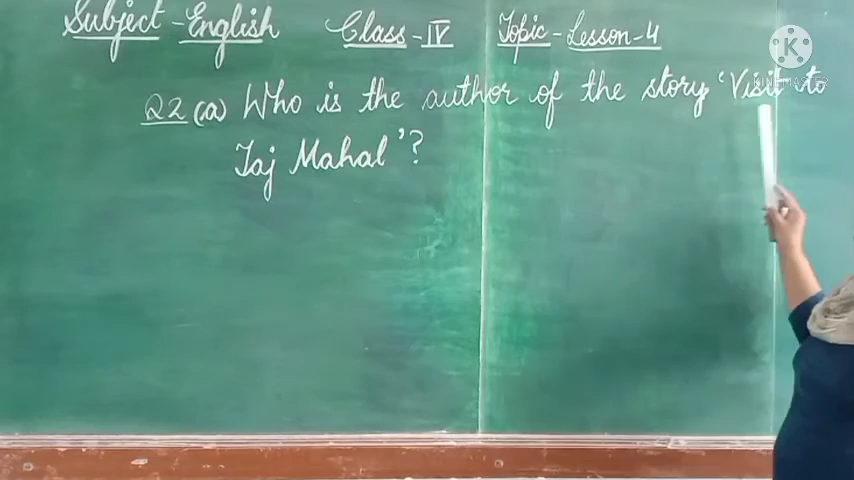 Subject - English Class - IV Topic - Lesson - 4
Q2 (a) Who is the author of the story 'Visit to
Taj Mahal'?
K
KINEMASTER